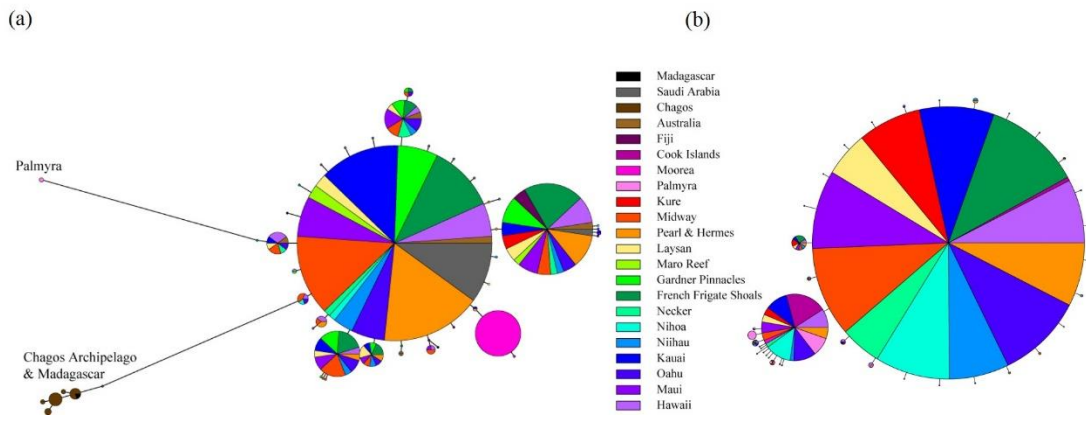 (a)
(b)
Palmyra
Chagos Archipelago
& Madagascar
Madagascar
Saudi Arabia
Chagos
Australia
Fiji
Cook Islands
Moorea
Palmyra
Kure
Midway
Pearl & Hermes
Laysan
Maro Reef
Gardner Pinnacles
French Frigate Shoals
Necker
Nihoa
Niihau
Kauai
Oahu
Maui
Hawaii